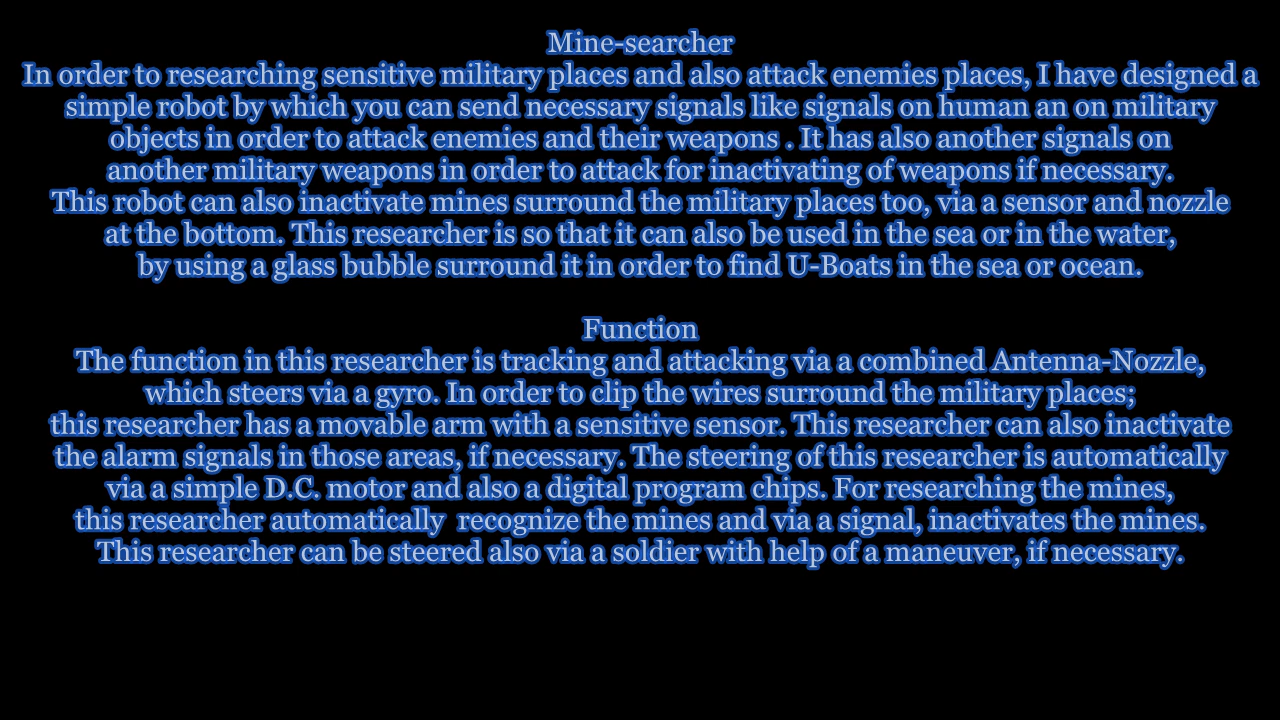 Mine-searcher
In order to researching sensitive military places and also attack enemies places, I have designed a
simple robot by which you can send necessary signals like signals on human an on military
objects in order to attack enemies and their weapons . It has also another signals on
another military weapons in order to attack for inactivating of weapons if necessary.
This robot can also inactivate mines surround the military places too, via a sensor and nozzle
at the bottom. This researcher is so that it can also be used in the sea or in the water,
by using a glass bubble surround it in order to find U-Boats in the sea or ocean.
Function
The function in this researcher is tracking and attacking via a combined Antenna-Nozzle,
which steers via a gyro. In order to clip the wires surround the military places;
this researcher has a movable arm with a sensitive sensor. This researcher can also inactivate
the alarm signals in those areas, if necessary. The steering of this researcher is automatically
via a simple D.C. motor and also a digital program chips. For researching the mines,
this researcher automatically  recognize the mines and via a signal, inactivates the mines.
This researcher can be steered also via a soldier with help of a maneuver, if necessary.